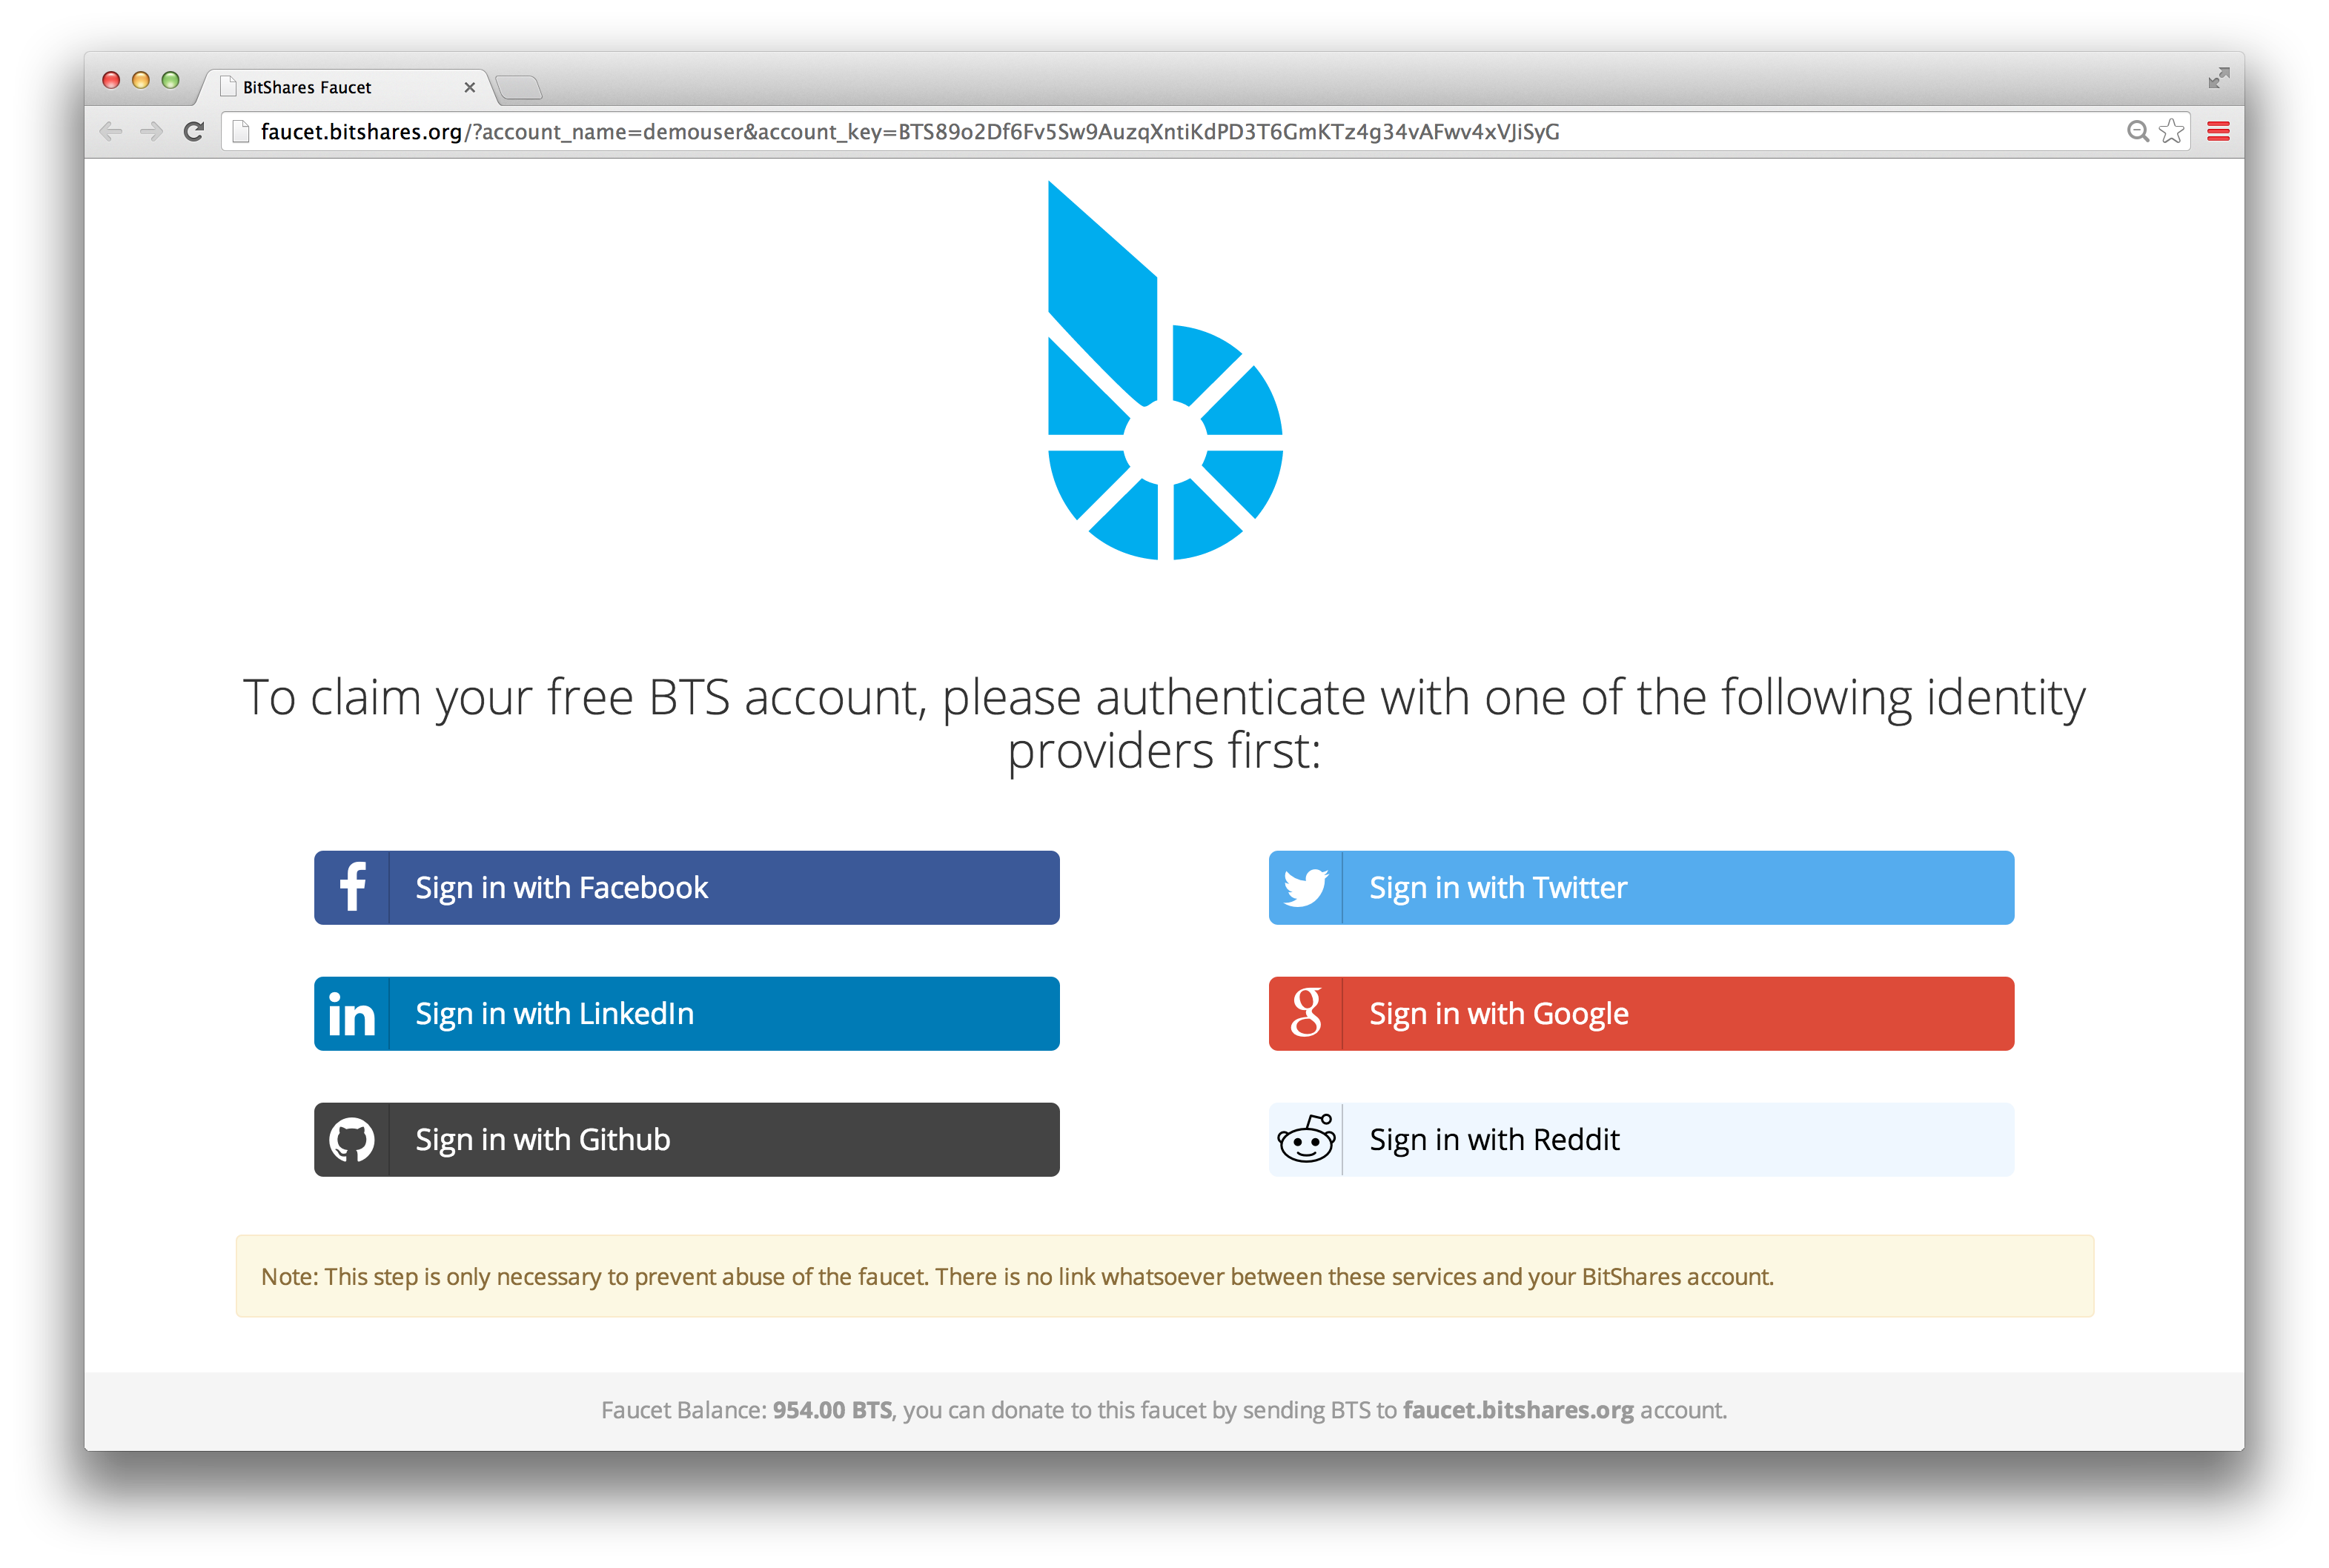 BitShares Faucet
faucet.bitshares.org/?account_name=demouser&account_key=BTS89o2Df6Fv5Sw9AuzqXntiKdPD3T6GmKTz4g34vAFwv4xVJiSyG
To claim your free BTS account, please authenticate with one of the following identity
providers first:
Sign in with Facebook
Sign in with Twitter
Sign in with LinkedIn
Sign in with Google
Sign in with Github
Sign in with Reddit
Note: This step is only necessary to prevent abuse of the faucet. There is no link whatsoever between these services and your BitShares account.
Faucet Balance: 954.00 BTS, you can donate to this faucet by sending BTS to faucet.bitshares.org account.